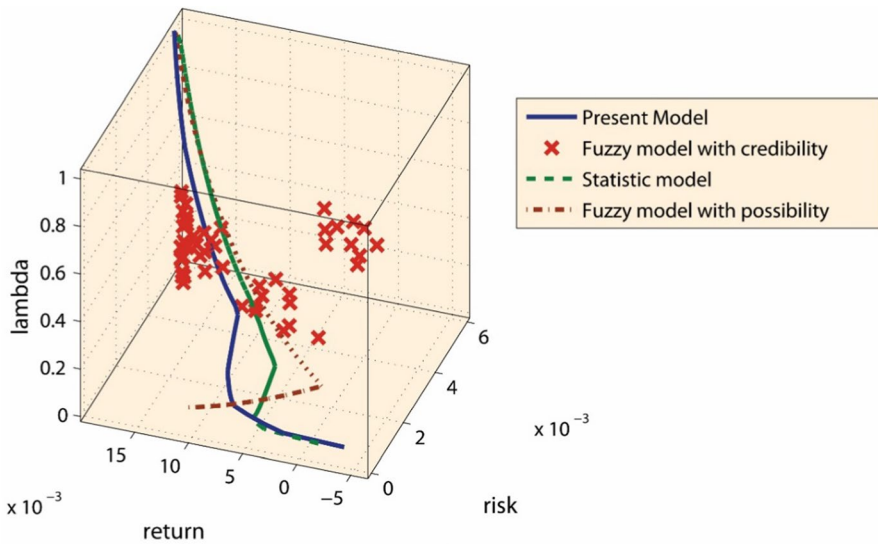 Present Model
Fuzzy model with credibility
Statistic model
Fuzzy model with possibility
1
0.8
0.6
0.4
0.2
0
lambda
15
10
5
0
−5
x 10⁻³
return
0
2
4
6
x 10⁻³
risk